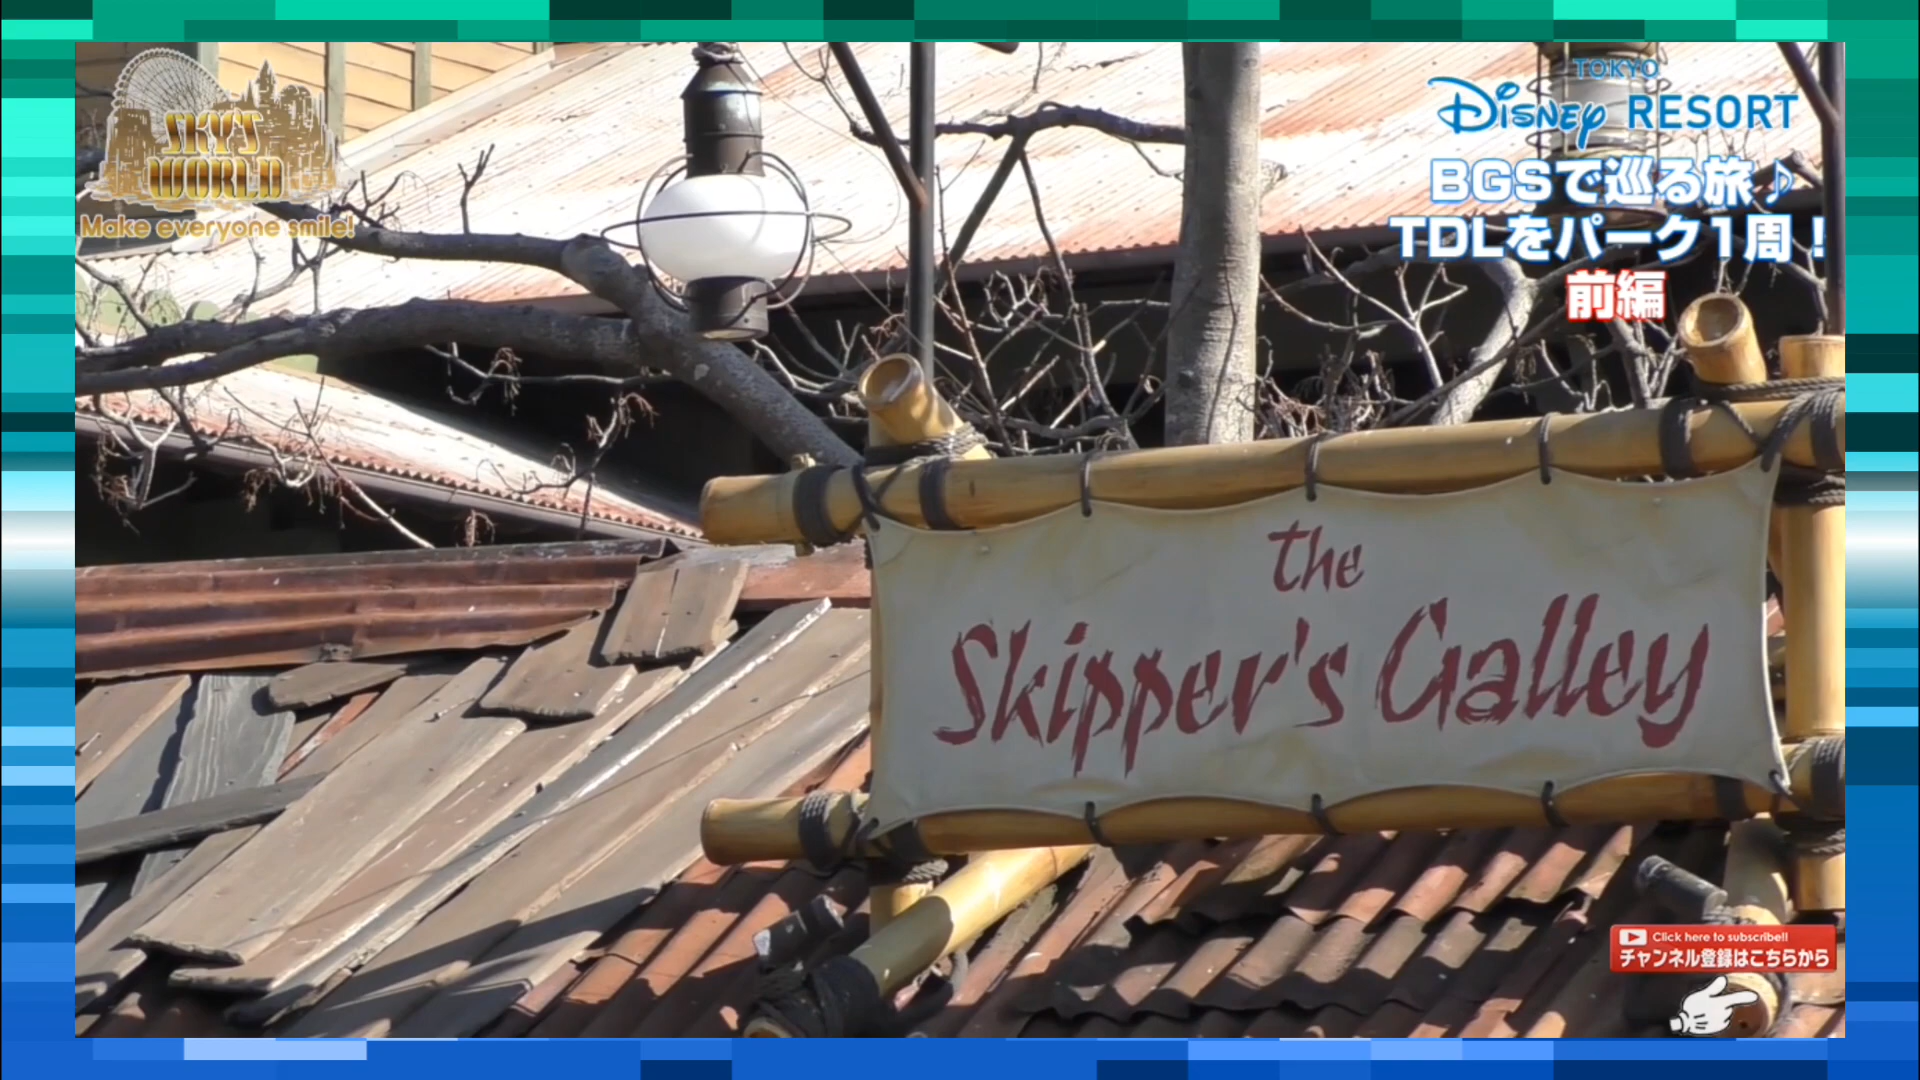 SKY'S
WORLD
Make everyone smile!
TOKYO
Disney RESORT
BGSで巡る旅♪
TDLをパーク1周！
前編
the
Skipper's Galley
Click here to subscribe!!
チャンネル登録はこちらから